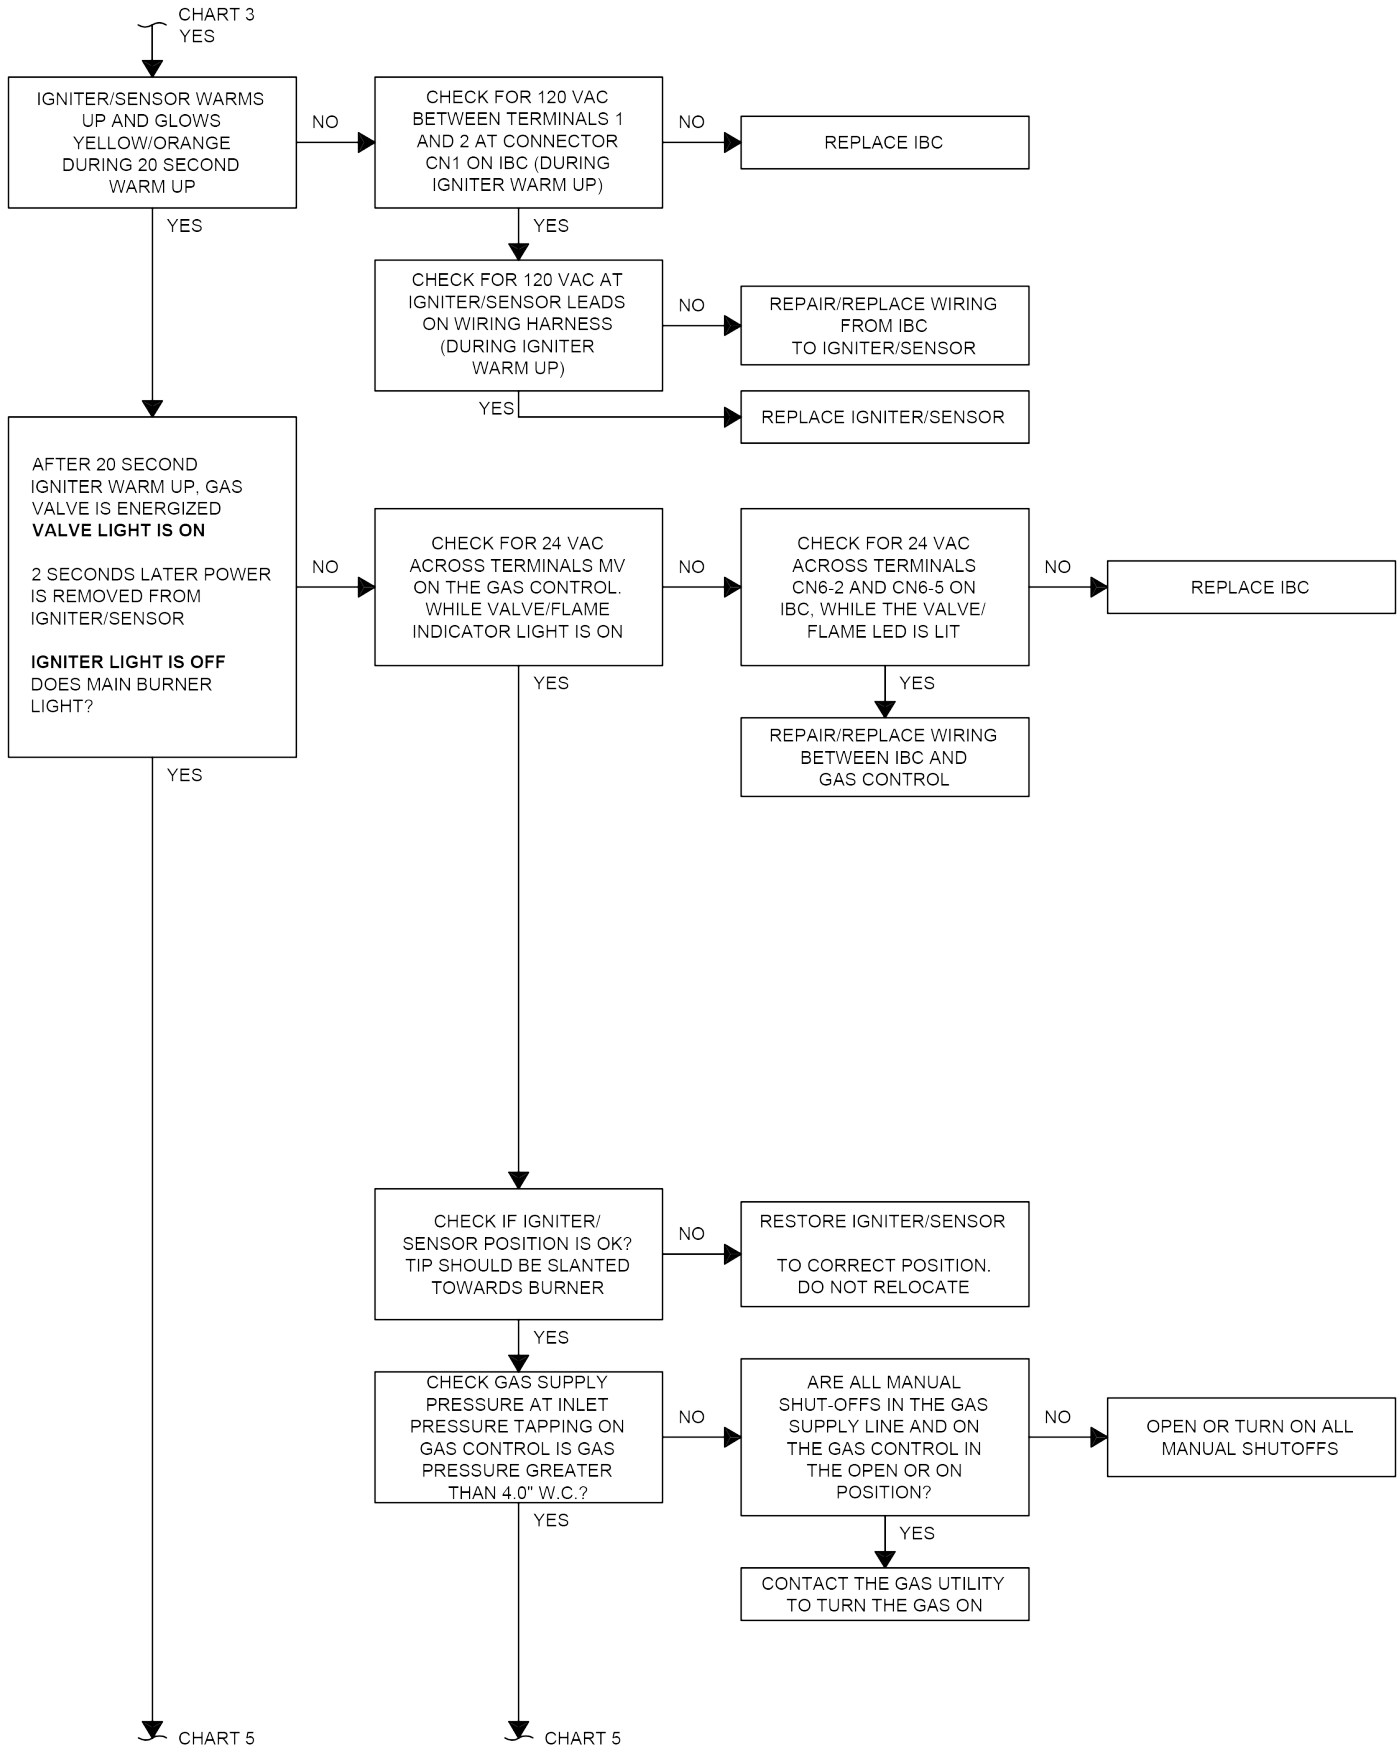 CHART 3
YES
IGNITER/SENSOR WARMS
UP AND GLOWS
YELLOW/ORANGE
DURING 20 SECOND
WARM UP
NO
CHECK FOR 120 VAC
BETWEEN TERMINALS 1
AND 2 AT CONNECTOR
CN1 ON IBC (DURING
IGNITER WARM UP)
NO
REPLACE IBC
YES
YES
CHECK FOR 120 VAC AT
IGNITER/SENSOR LEADS
ON WIRING HARNESS
(DURING IGNITER
WARM UP)
NO
REPAIR/REPLACE WIRING
FROM IBC
TO IGNITER/SENSOR
YES
REPLACE IGNITER/SENSOR
AFTER 20 SECOND
IGNITER WARM UP, GAS
VALVE IS ENERGIZED
VALVE LIGHT IS ON
2 SECONDS LATER POWER
IS REMOVED FROM
IGNITER/SENSOR
IGNITER LIGHT IS OFF
DOES MAIN BURNER
LIGHT?
NO
CHECK FOR 24 VAC
ACROSS TERMINALS MV
ON THE GAS CONTROL.
WHILE VALVE/FLAME
INDICATOR LIGHT IS ON
NO
CHECK FOR 24 VAC
ACROSS TERMINALS
CN6-2 AND CN6-5 ON
IBC, WHILE THE VALVE/
FLAME LED IS LIT
NO
REPLACE IBC
YES
YES
REPAIR/REPLACE WIRING
BETWEEN IBC AND
GAS CONTROL
YES
CHECK IF IGNITER/
SENSOR POSITION IS OK?
TIP SHOULD BE SLANTED
TOWARDS BURNER
NO
RESTORE IGNITER/SENSOR
TO CORRECT POSITION.
DO NOT RELOCATE
YES
CHECK GAS SUPPLY
PRESSURE AT INLET
PRESSURE TAPPING ON
GAS CONTROL IS GAS
PRESSURE GREATER
THAN 4.0" W.C.?
NO
ARE ALL MANUAL
SHUT-OFFS IN THE GAS
SUPPLY LINE AND ON
THE GAS CONTROL IN
THE OPEN OR ON
POSITION?
NO
OPEN OR TURN ON ALL
MANUAL SHUTOFFS
YES
YES
CONTACT THE GAS UTILITY
TO TURN THE GAS ON
CHART 5
CHART 5